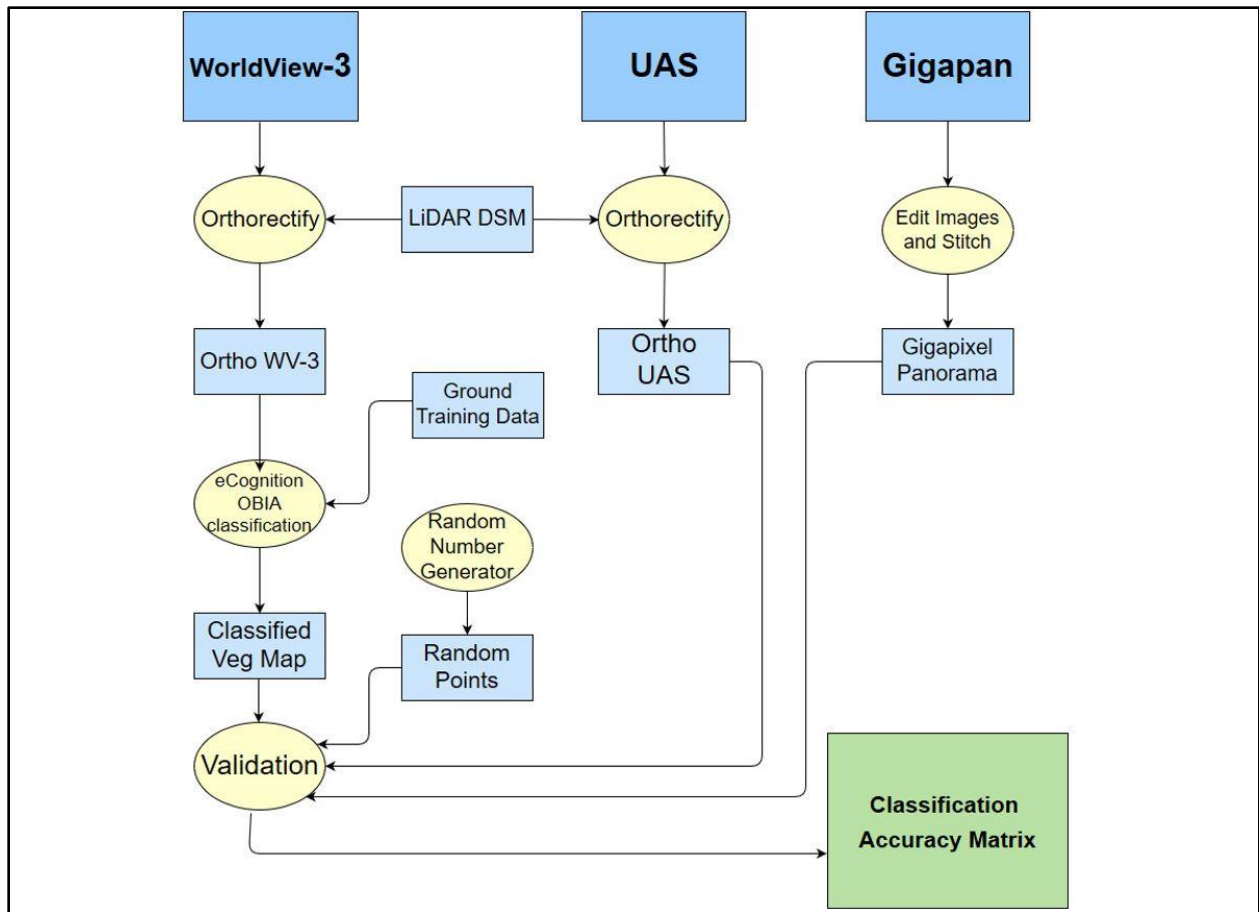 WorldView-3
UAS
Gigapan
Orthorectify
LiDAR DSM
Orthorectify
Edit Images
and Stitch
Ortho WV-3
Ortho
UAS
Gigapixel
Panorama
Ground
Training Data
eCognition
OBIA
classification
Random
Number
Generator
Classified
Veg Map
Random
Points
Validation
Classification
Accuracy Matrix